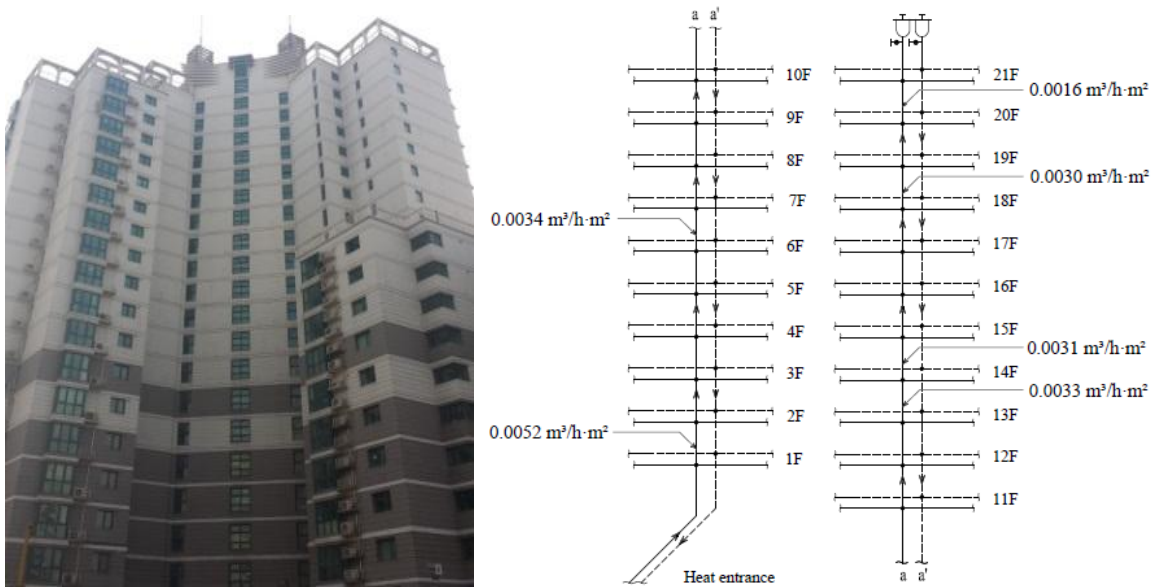 a a'
10F
9F
8F
7F
0.0034 m³/h·m²
6F
5F
4F
3F
2F
0.0052 m³/h·m²
1F
Heat entrance
21F
0.0016 m³/h·m²
20F
19F
0.0030 m³/h·m²
18F
17F
16F
15F
0.0031 m³/h·m²
14F
0.0033 m³/h·m²
13F
12F
11F
a a'